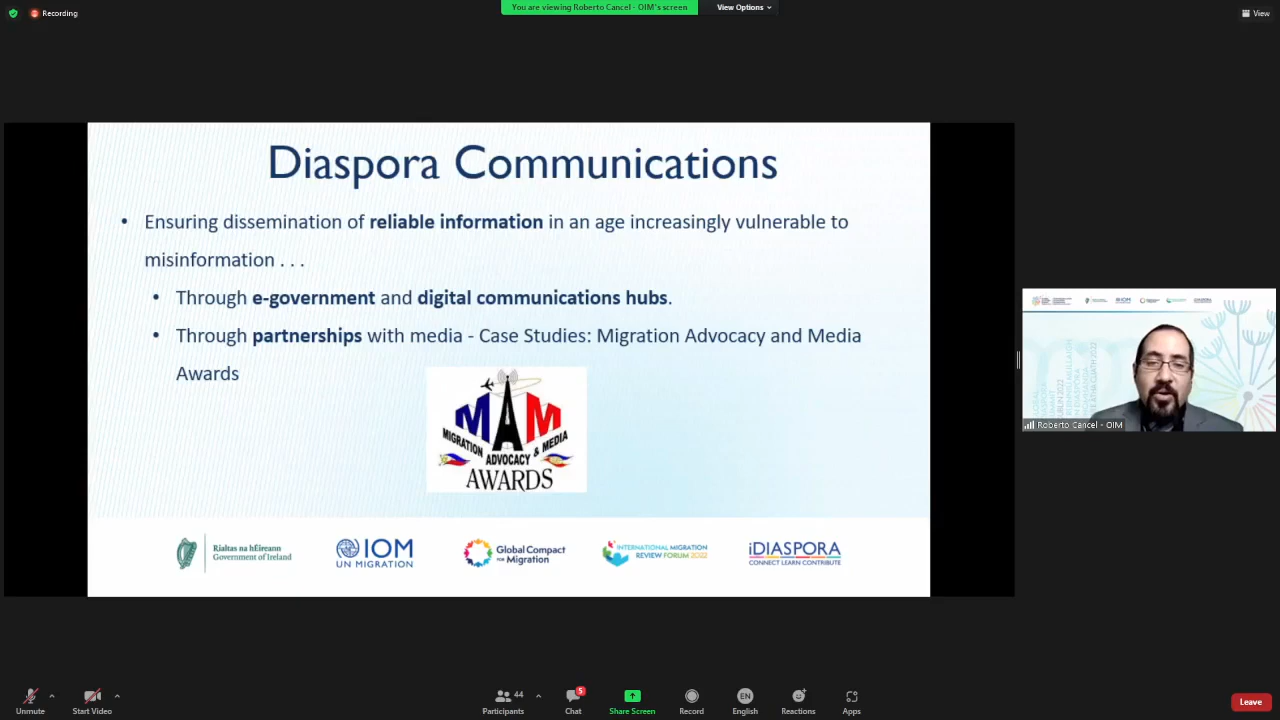 Recording
You are viewing Roberto Cancel - OIM's screen
View Options
View
Diaspora Communications
• Ensuring dissemination of reliable information in an age increasingly vulnerable to
misinformation . . .
• Through e-government and digital communications hubs.
• Through partnerships with media - Case Studies: Migration Advocacy and Media
Awards
MAM
MIGRATION ADVOCACY & MEDIA
AWARDS
Rialtas na hÉireann
Government of Ireland
IOM
UN MIGRATION
Global Compact
FOR Migration
INTERNATIONAL MIGRATION
REVIEW FORUM 2022
iDIASPORA
CONNECT LEARN CONTRIBUTE
Roberto Cancel - OIM
Unmute
Start Video
44
Participants
5
Chat
Share Screen
Record
EN
English
Reactions
Apps
Leave